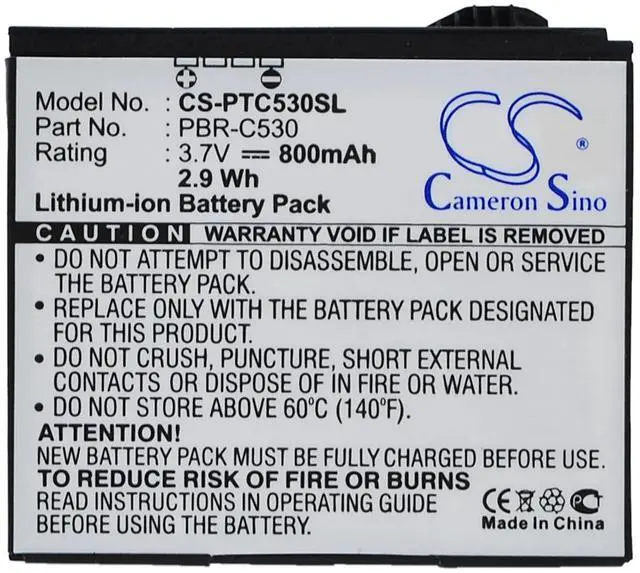 Model No. : CS-PTC530SL
Part No. : PBR-C530
Rating : 3.7V 800mAh
2.9 Wh
Lithium-ion Battery Pack
CS ®
Cameron Sino
CAUTION WARRANTY VOID IF LABEL IS REMOVED
• DO NOT ATTEMPT TO DISASSEMBLE, OPEN OR SERVICE
THE BATTERY PACK.
• REPLACE ONLY WITH THE BATTERY PACK DESIGNATED
FOR THIS PRODUCT.
• DO NOT CRUSH, PUNCTURE, SHORT EXTERNAL
CONTACTS OR DISPOSE OF IN FIRE OR WATER.
• DO NOT STORE ABOVE 60°C (140°F).
ATTENTION!
NEW BATTERY PACK MUST BE FULLY CHARGED BEFORE USE.
TO REDUCE RISK OF FIRE OR BURNS
READ INSTRUCTIONS IN OPERATING GUIDE
BEFORE USING THE BATTERY PACK.
CE
Made In China